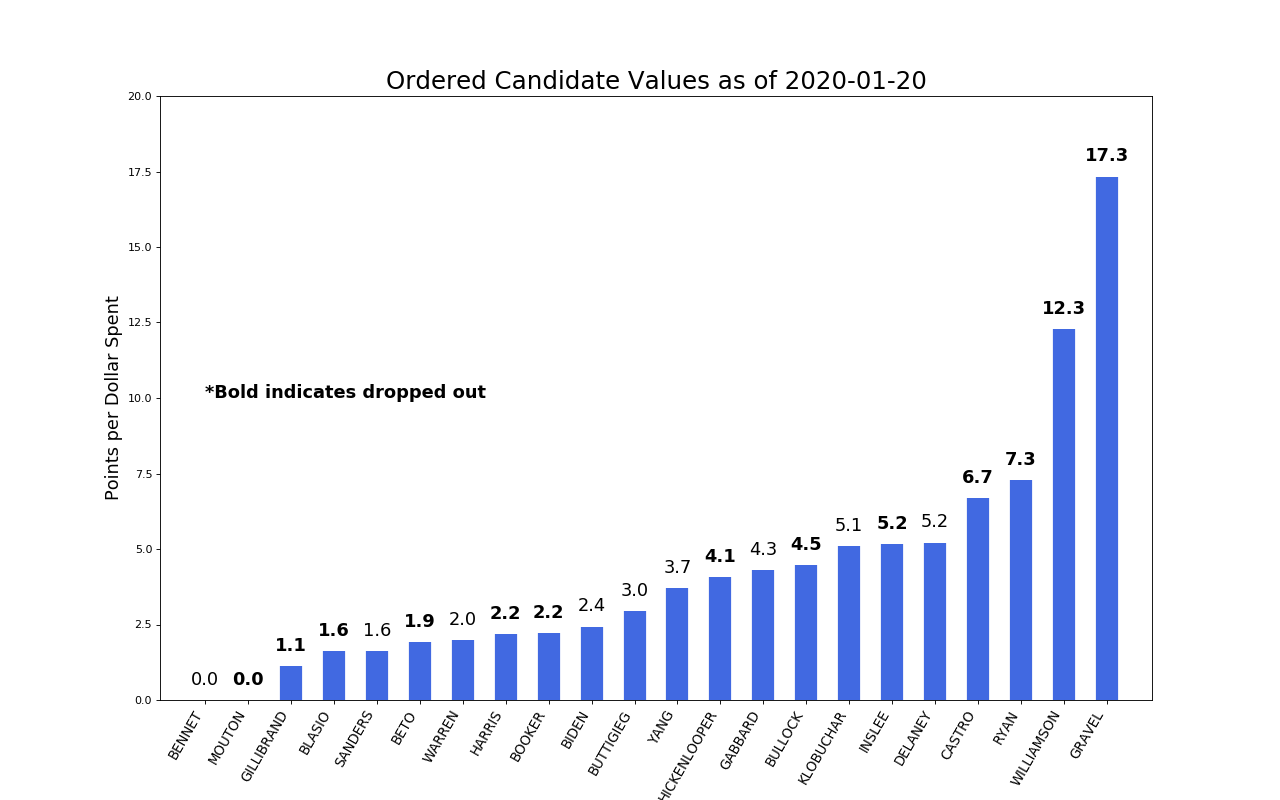 Ordered Candidate Values as of 2020-01-20
Points per Dollar Spent
20.0
17.5
15.0
12.5
10.0
7.5
5.0
2.5
0.0
*Bold indicates dropped out
0.0
0.0
1.1
1.6
1.6
1.9
2.0
2.2
2.2
2.4
3.0
3.7
4.1
4.3
4.5
5.1
5.2
5.2
6.7
7.3
12.3
17.3
BENNET
MOUTON
GILLIBRAND
BLASIO
SANDERS
BETO
WARREN
HARRIS
BOOKER
BIDEN
BUTTIGIEG
YANG
HICKENLOOPER
GABBARD
BULLOCK
KLOBUCHAR
INSLEE
DELANEY
CASTRO
RYAN
WILLIAMSON
GRAVEL